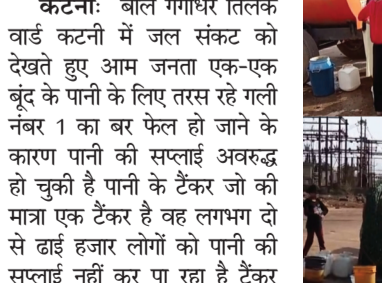 कटनीः बाल गंगाधर तिलक
वार्ड कटनी में जल संकट को
देखते हुए आम जनता एक-एक
बूंद के पानी के लिए तरस रहे गली
नंबर 1 का बर फेल हो जाने के
कारण पानी की सप्लाई अवरुद्ध
हो चुकी है पानी के टैंकर जो की
मात्रा एक टैंकर है वह लगभग दो
से ढाई हजार लोगों को पानी की
सप्लाई नहीं कर पा रहा है टैंकर